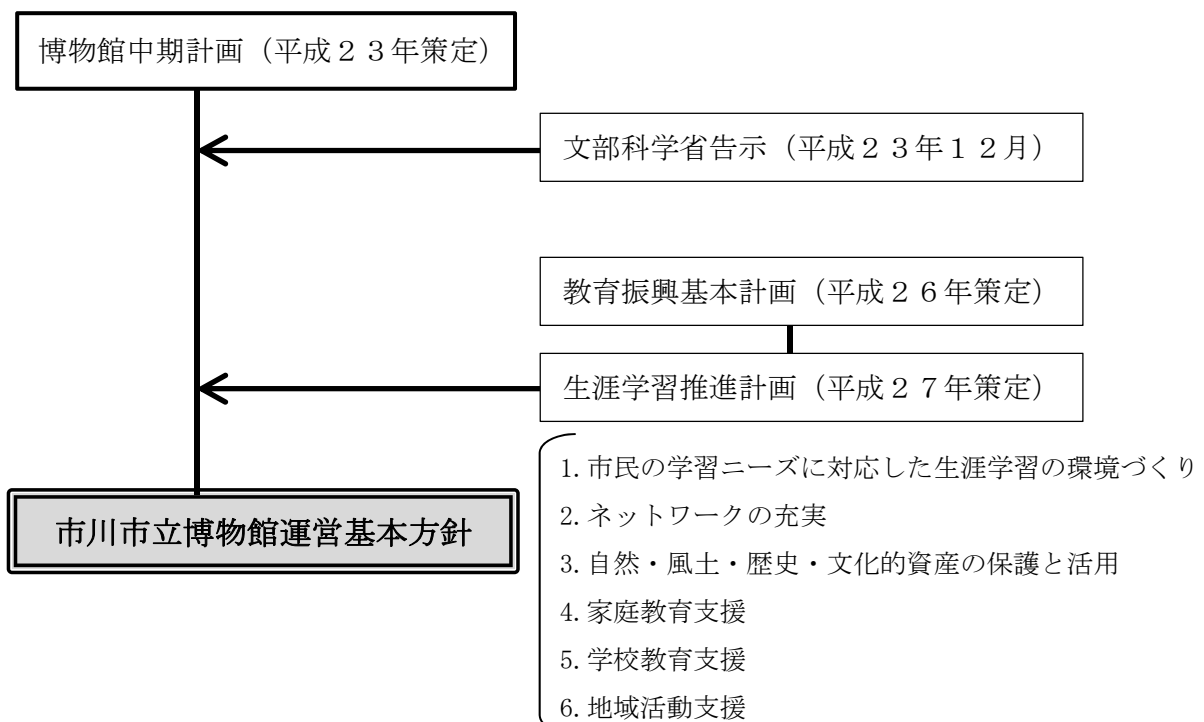 博物館中期計画（平成２３年策定）
文部科学省告示（平成２３年１２月）
教育振興基本計画（平成２６年策定）
生涯学習推進計画（平成２７年策定）
市川市立博物館運営基本方針
1. 市民の学習ニーズに対応した生涯学習の環境づくり
2. ネットワークの充実
3. 自然・風土・歴史・文化的資産の保護と活用
4. 家庭教育支援
5. 学校教育支援
6. 地域活動支援